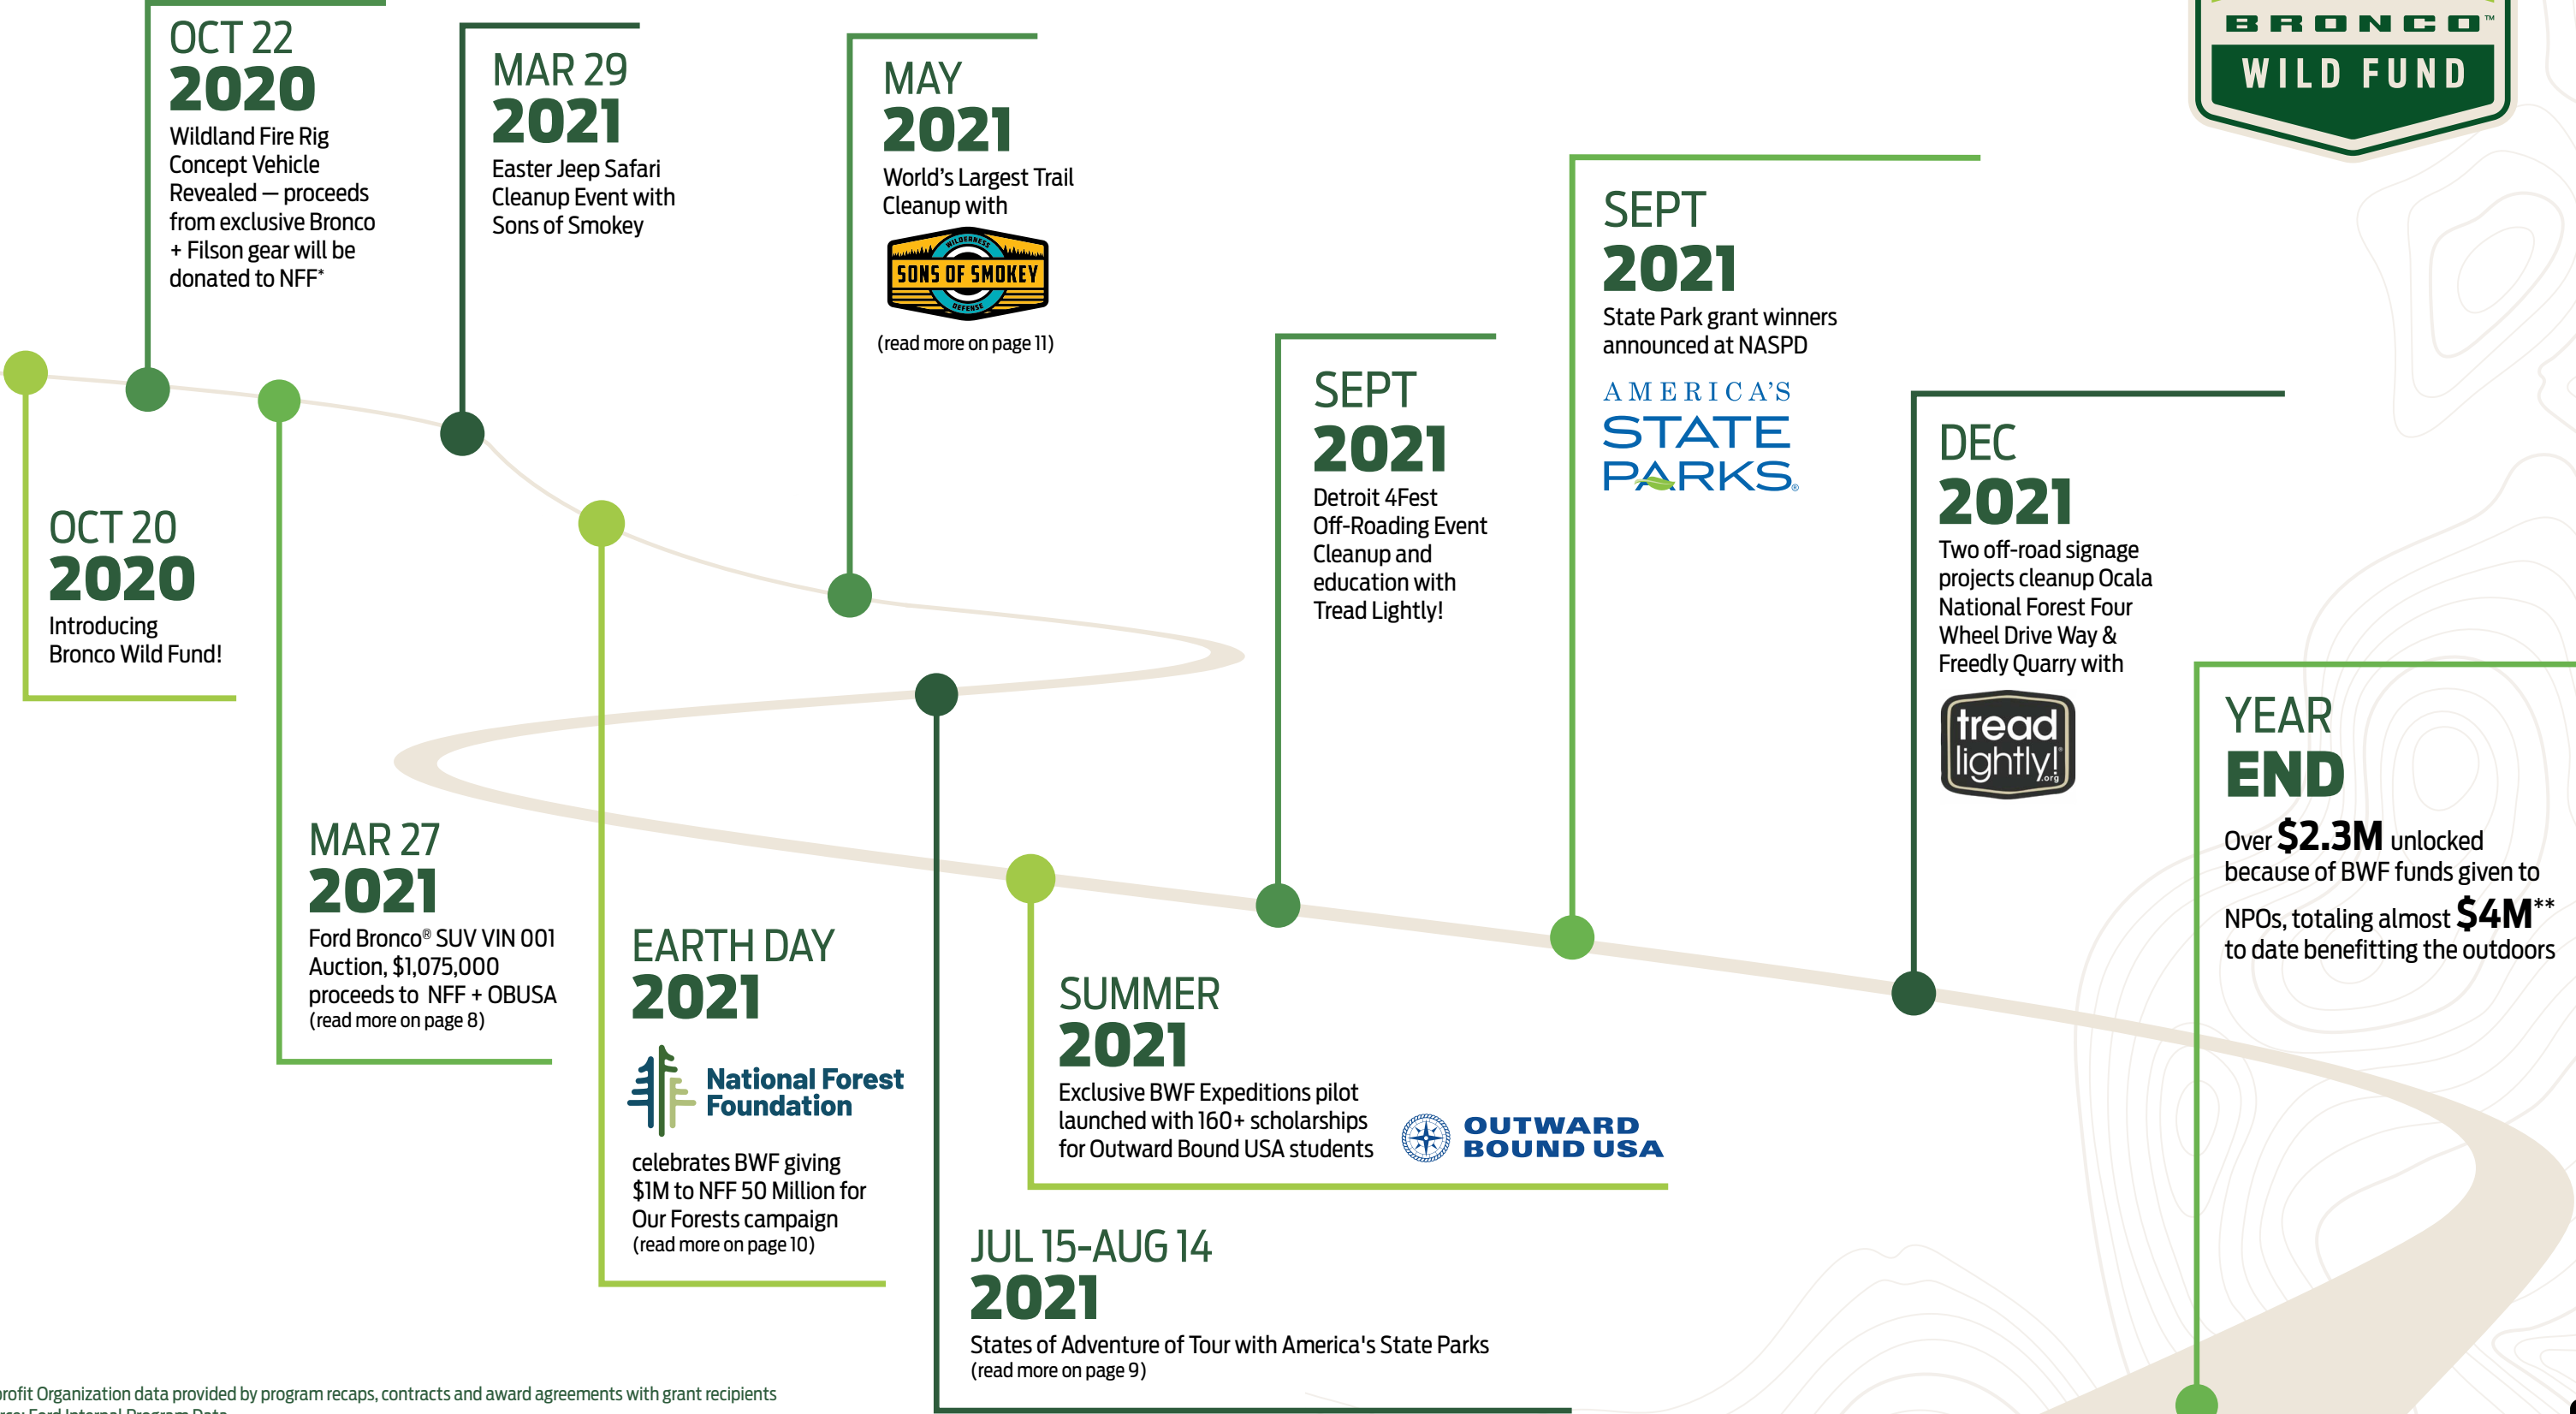 OCT 22
2020
Wildland Fire Rig
Concept Vehicle
Revealed — proceeds
from exclusive Bronco
+ Filson gear will be
donated to NFF*
MAR 29
2021
Easter Jeep Safari
Cleanup Event with
Sons of Smokey
MAY
2021
World's Largest Trail
Cleanup with
WILDERNESS
SONS OF SMOKEY
DEFENSE
(read more on page 11)
BRONCO™
WILD FUND
SEPT
2021
State Park grant winners
announced at NASPD
AMERICA'S
STATE
PARKS®
SEPT
2021
Detroit 4Fest
Off-Roading Event
Cleanup and
education with
Tread Lightly!
DEC
2021
Two off-road signage
projects cleanup Ocala
National Forest Four
Wheel Drive Way &
Freedly Quarry with
tread
lightly!®
.org
OCT 20
2020
Introducing
Bronco Wild Fund!
YEAR
END
Over $2.3M unlocked
because of BWF funds given to
NPOs, totaling almost $4M**
to date benefitting the outdoors
MAR 27
2021
Ford Bronco® SUV VIN 001
Auction, $1,075,000
proceeds to NFF + OBUSA
(read more on page 8)
EARTH DAY
2021
National Forest
Foundation
celebrates BWF giving
$1M to NFF 50 Million for
Our Forests campaign
(read more on page 10)
SUMMER
2021
Exclusive BWF Expeditions pilot
launched with 160+ scholarships
for Outward Bound USA students
OUTWARD
BOUND USA
JUL 15-AUG 14
2021
States of Adventure of Tour with America's State Parks
(read more on page 9)
Organization data provided by program recaps, contracts and award agreements with grant recipients